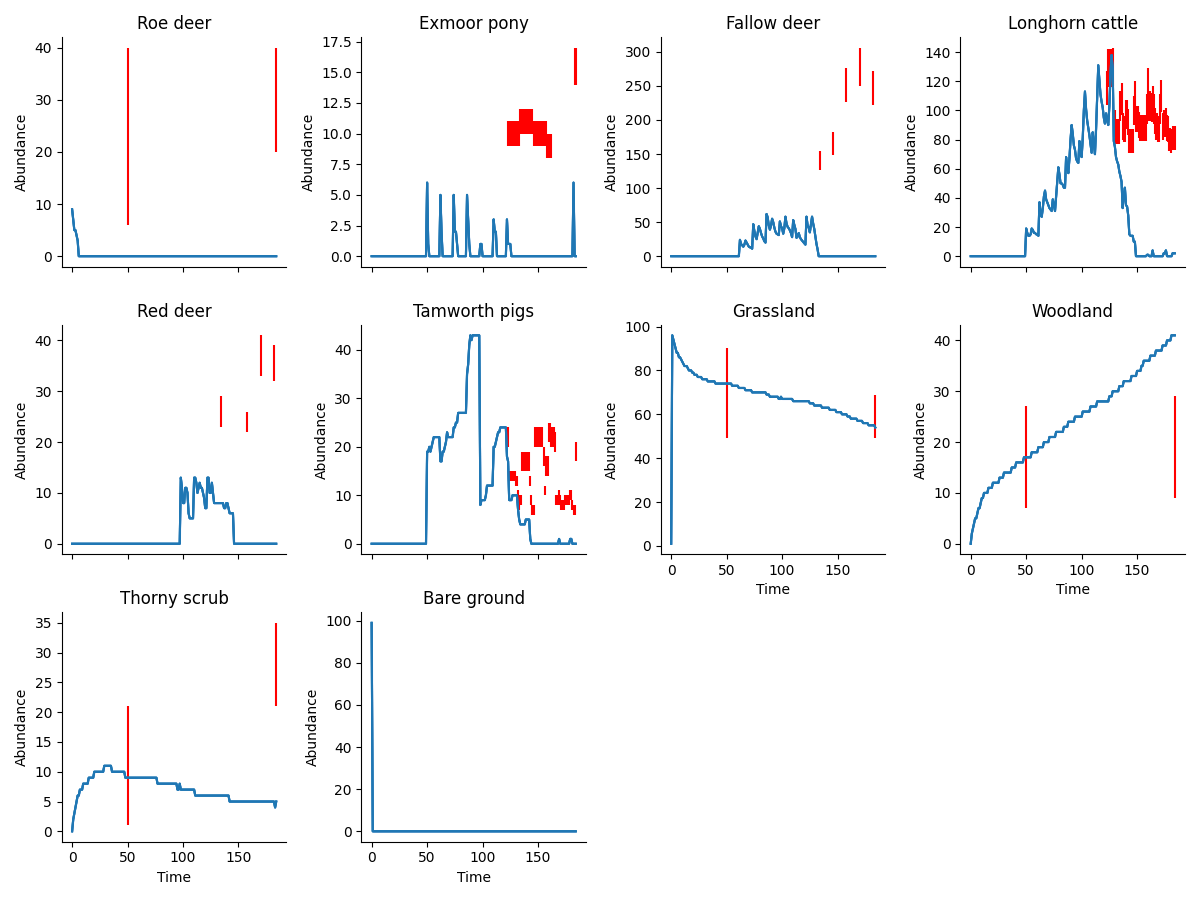 Roe deer
Exmoor pony
Fallow deer
Longhorn cattle
Abundance
40
30
20
10
0
Abundance
17.5
15.0
12.5
10.0
7.5
5.0
2.5
0.0
Abundance
300
250
200
150
100
50
0
Abundance
140
120
100
80
60
40
20
0
Red deer
Tamworth pigs
Grassland
Woodland
Abundance
40
30
20
10
0
Abundance
40
30
20
10
0
Abundance
100
80
60
40
20
0
0 50 100 150
Time
Abundance
40
30
20
10
0
0 50 100 150
Time
Thorny scrub
Bare ground
Abundance
35
30
25
20
15
10
5
0
0 50 100 150
Time
Abundance
100
80
60
40
20
0
0 50 100 150
Time